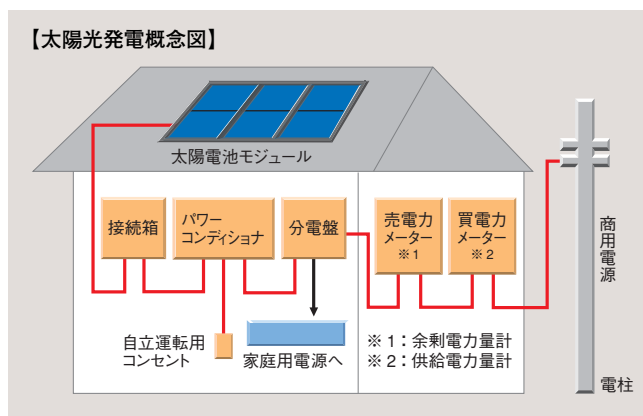 【太陽光発電概念図】
太陽電池モジュール
接続箱
パワー
コンディショナ
分電盤
売電力
メーター
※1
買電力
メーター
※2
商用電源
自立運転用
コンセント
家庭用電源へ
※1：余剰電力量計
※2：供給電力量計
電柱